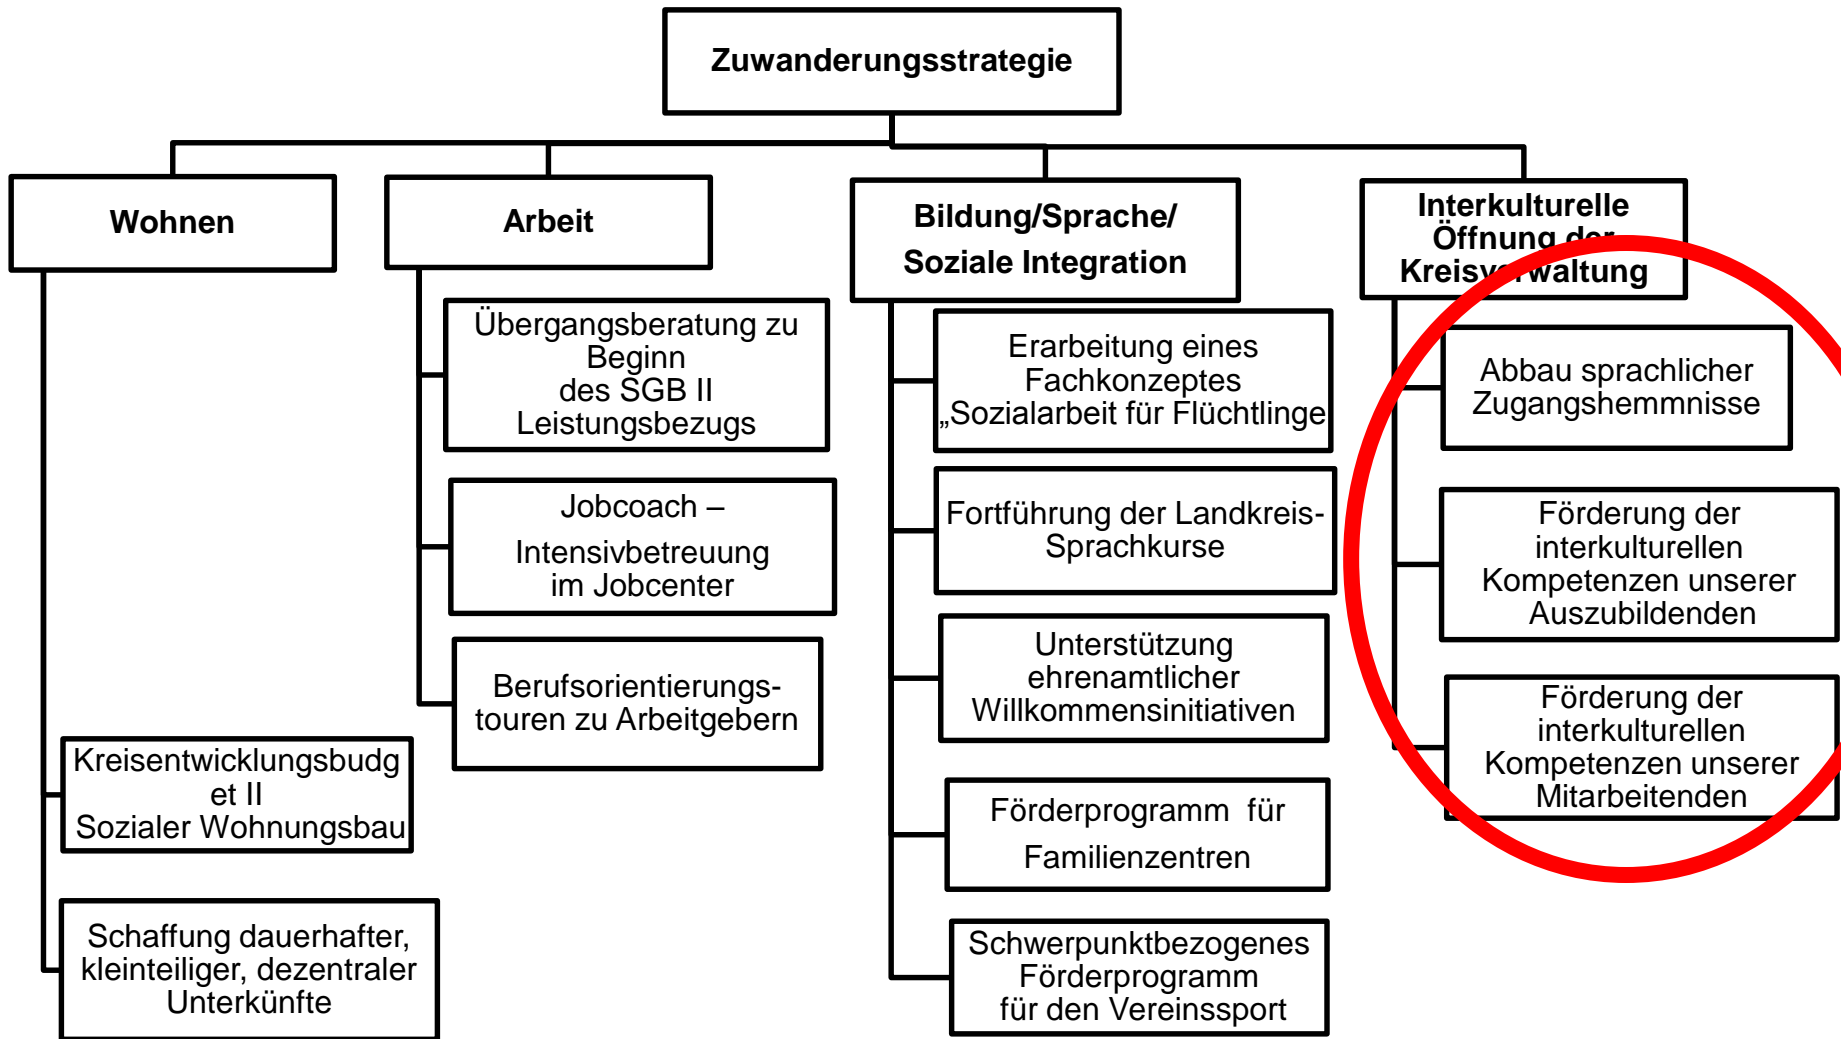 Zuwanderungsstrategie
Wohnen
Kreisentwicklungsbudg
et II
Sozialer Wohnungsbau
Schaffung dauerhafter,
kleinteiliger, dezentraler
Unterkünfte
Arbeit
Übergangsberatung zu
Beginn
des SGB II
Leistungsbezugs
Jobcoach –
Intensivbetreuung
im Jobcenter
Berufsorientierungs-
touren zu Arbeitgebern
Bildung/Sprache/
Soziale Integration
Erarbeitung eines
Fachkonzeptes
„Sozialarbeit für Flüchtlinge
Fortführung der Landkreis-
Sprachkurse
Unterstützung
ehrenamtlicher
Willkommensinitiativen
Förderprogramm für
Familienzentren
Schwerpunktbezogenes
Förderprogramm
für den Vereinssport
Interkulturelle
Öffnung der
Kreisverwaltung
Abbau sprachlicher
Zugangshemmnisse
Förderung der
interkulturellen
Kompetenzen unserer
Auszubildenden
Förderung der
interkulturellen
Kompetenzen unserer
Mitarbeitenden